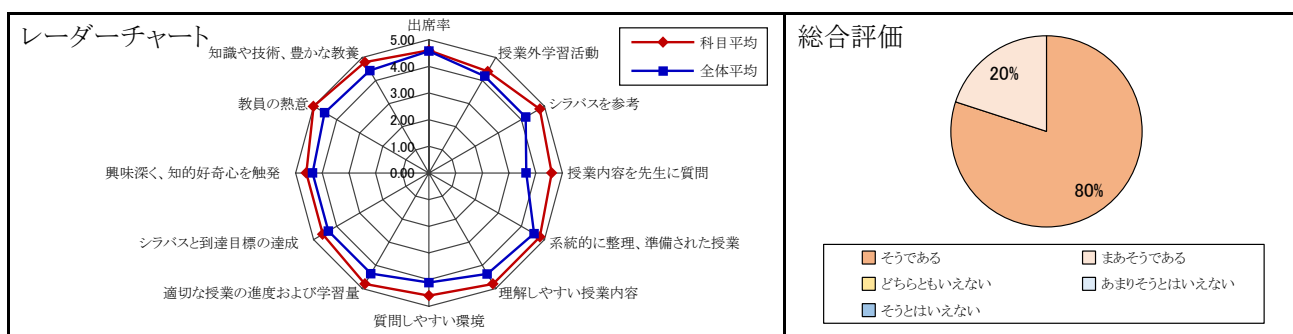 レーダーチャート
出席率
授業外学習活動
シラバスを参考
授業内容を先生に質問
系統的に整理、準備された授業
理解しやすい授業内容
質問しやすい環境
適切な授業の進度および学習量
シラバスと到達目標の達成
興味深く、知的好奇心を触発
教員の熱意
知識や技術、豊かな教養
5.00
4.00
3.00
2.00
1.00
0.00
科目平均
全体平均
総合評価
20%
80%
そうである
まあそうである
どちらともいえない
あまりそうとはいえない
そうとはいえない